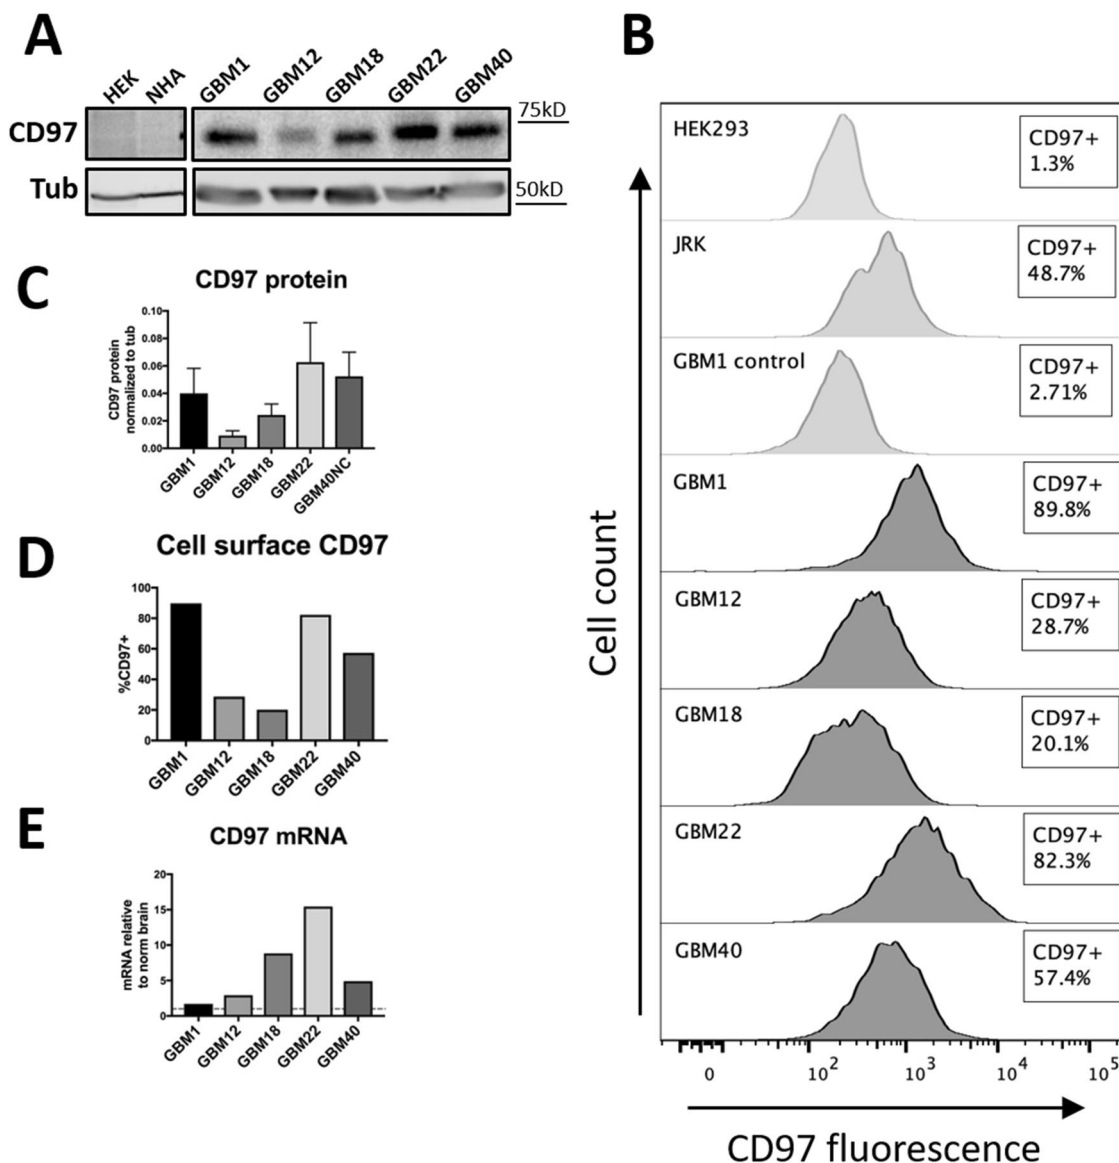 A
HEK
NHA
GBM1
GBM12
GBM18
GBM22
GBM40
CD97
75kD
Tub
50kD
C
CD97 protein
CD97 protein
normalized to tub
0.10
0.08
0.06
0.04
0.02
0.00
GBM1
GBM12
GBM18
GBM22
GBM40NC
D
Cell surface CD97
%CD97+
100
80
60
40
20
0
GBM1
GBM12
GBM18
GBM22
GBM40
E
CD97 mRNA
mRNA relative
to norm brain
20
15
10
5
0
GBM1
GBM12
GBM18
GBM22
GBM40
B
Cell count
HEK293
CD97+
1.3%
JRK
CD97+
48.7%
GBM1 control
CD97+
2.71%
GBM1
CD97+
89.8%
GBM12
CD97+
28.7%
GBM18
CD97+
20.1%
GBM22
CD97+
82.3%
GBM40
CD97+
57.4%
0 10² 10³ 10⁴ 10⁵
CD97 fluorescence